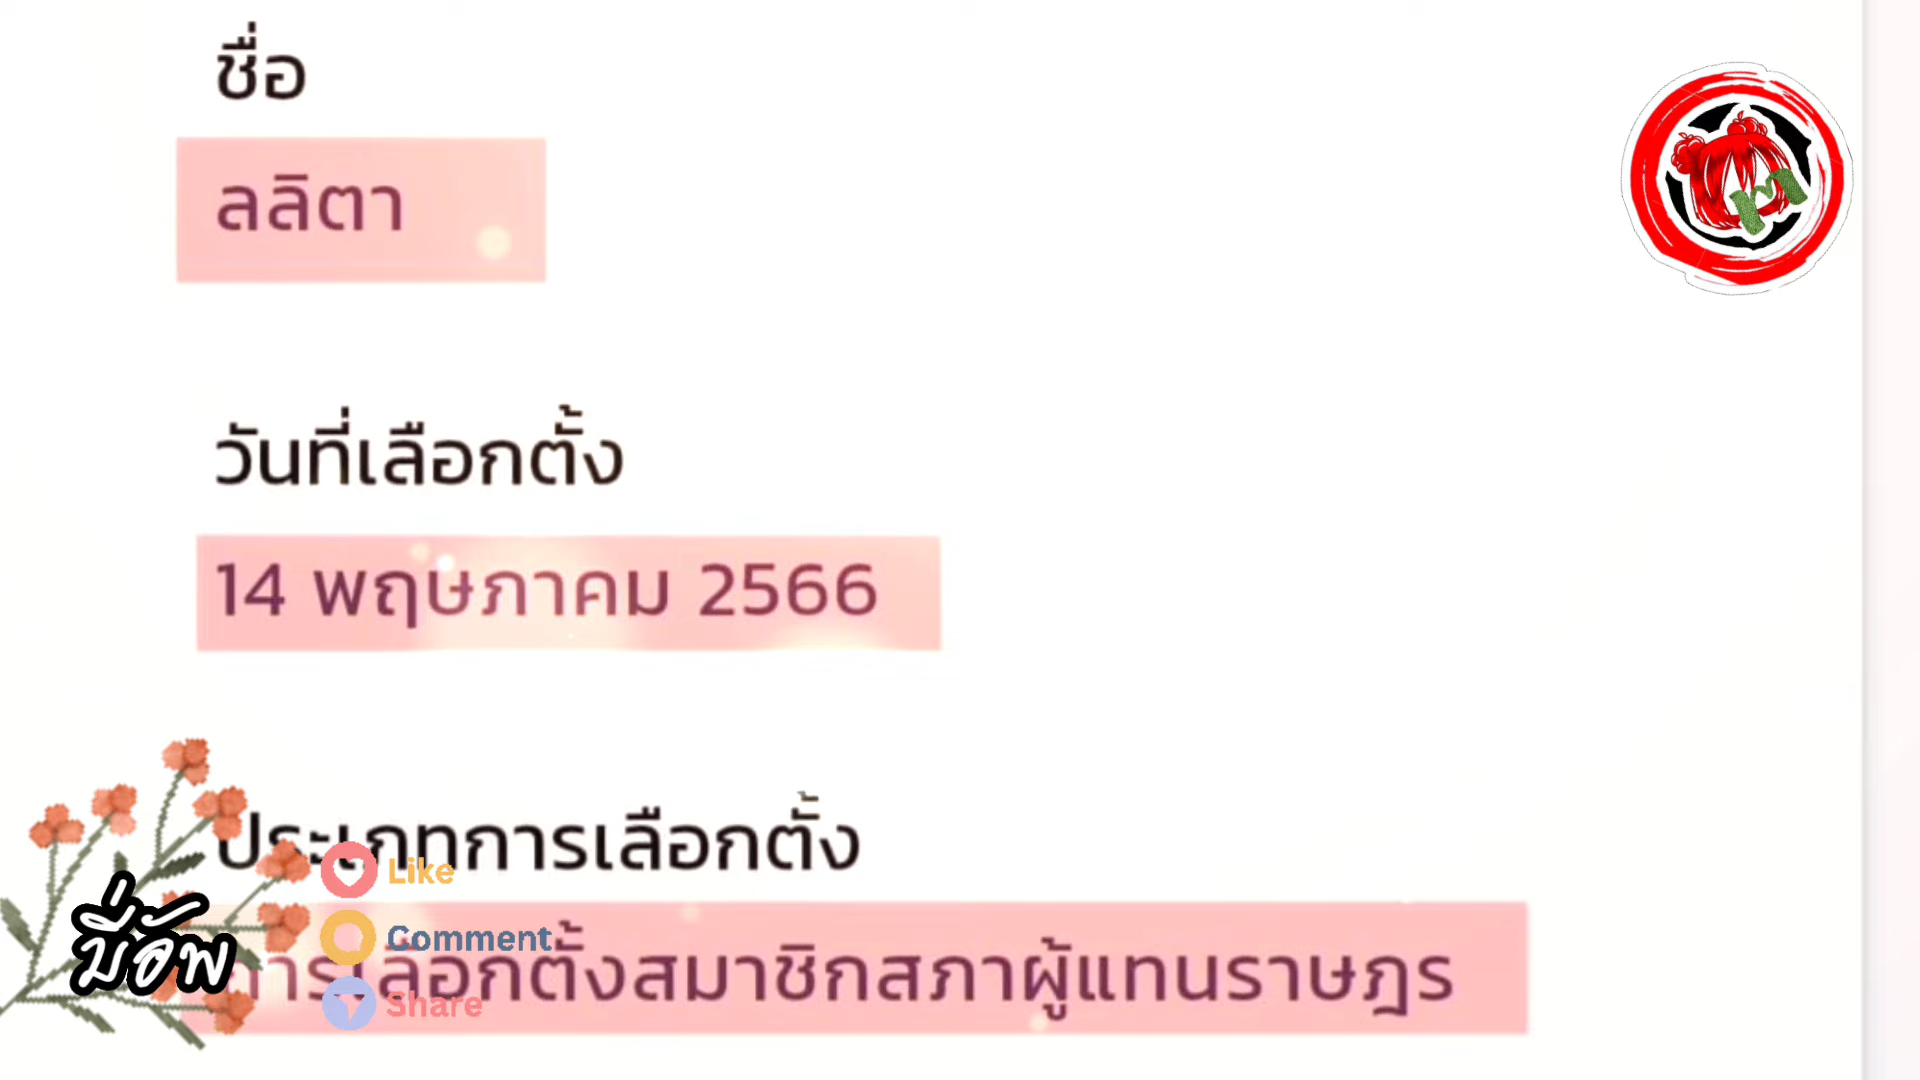 ชื่อ
ลลิตา
วันที่เลือกตั้ง
14 พฤษภาคม 2566
ประเภทการเลือกตั้ง
Like
Comment
การเลือกตั้งสมาชิกสภาผู้แทนราษฎร
Share
มี่อัพ